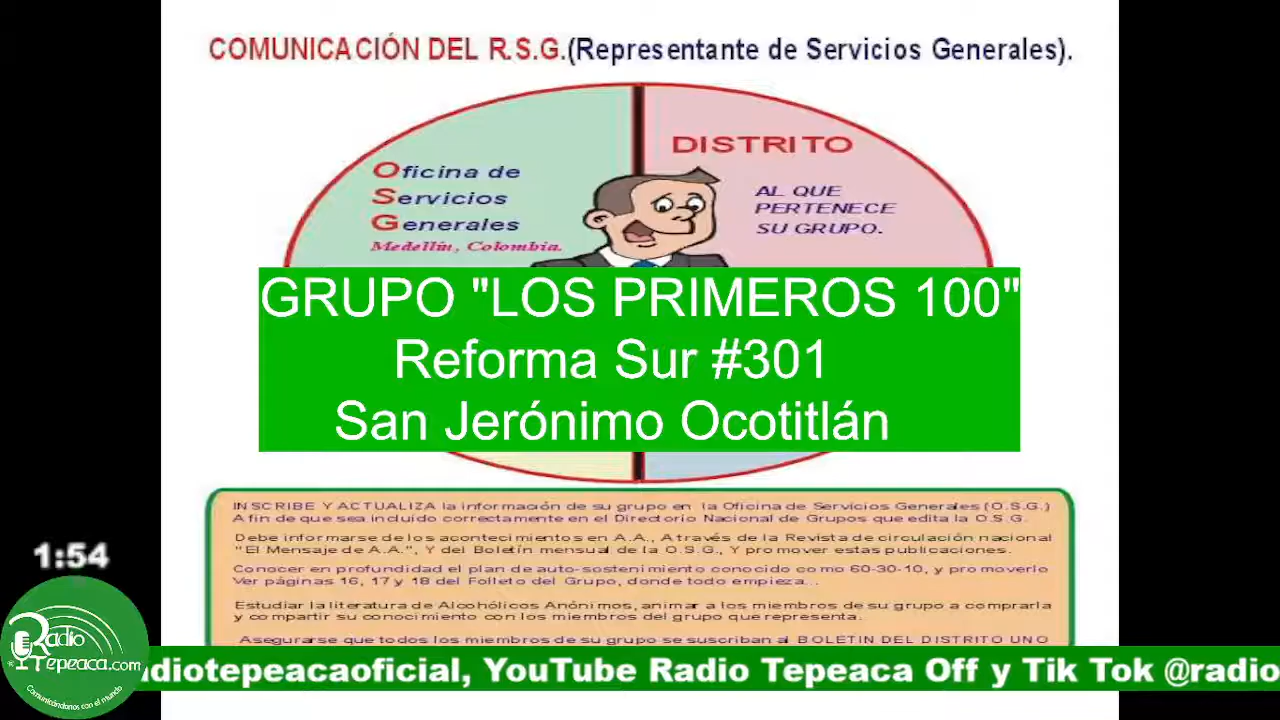 COMUNICACIÓN DEL R.S.G.(Representante de Servicios Generales).
DISTRITO
Oficina de
Servicios
Generales
Medellín, Colombia.
AL QUE
PERTENECE
SU GRUPO.
GRUPO "LOS PRIMEROS 100"
Reforma Sur #301
San Jerónimo Ocotitlán
INSCRIBE Y ACTUALIZA la información de su grupo en la Oficina de Servicios Generales (O.S.G.)
A fin de que sea incluído correctamente en el Directorio Nacional de Grupos que edita la O.S.G.
Debe informarse de los acontecimientos en A.A., A través de la Revista de circulación nacional
"El Mensaje de A.A.", Y del Boletín mensual de la O.S.G., Y promover estas publicaciones.
Conocer en profundidad el plan de auto-sostenimiento conocido como 60-30-10, y promoverlo
Ver páginas 16, 17 y 18 del Folleto del Grupo, donde todo empieza...
Estudiar la literatura de Alcohólicos Anónimos, animar a los miembros de su grupo a comprarla
y compartir su conocimiento con los miembros del grupo que representa.
Asegurarse que todos los miembros de su grupo se suscriban al BOLETIN DEL DISTRITO UNO
1:54
Radio
Tepeaca.com
Comunicándonos con el mundo
diotepeacaoficial, YouTube Radio Tepeaca Off y Tik Tok @radio